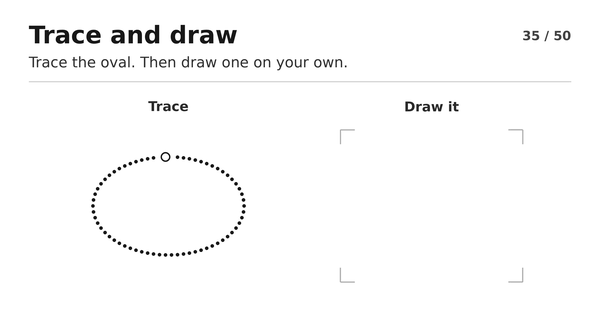 Trace and draw
35 / 50
Trace the oval. Then draw one on your own.
Trace
Draw it